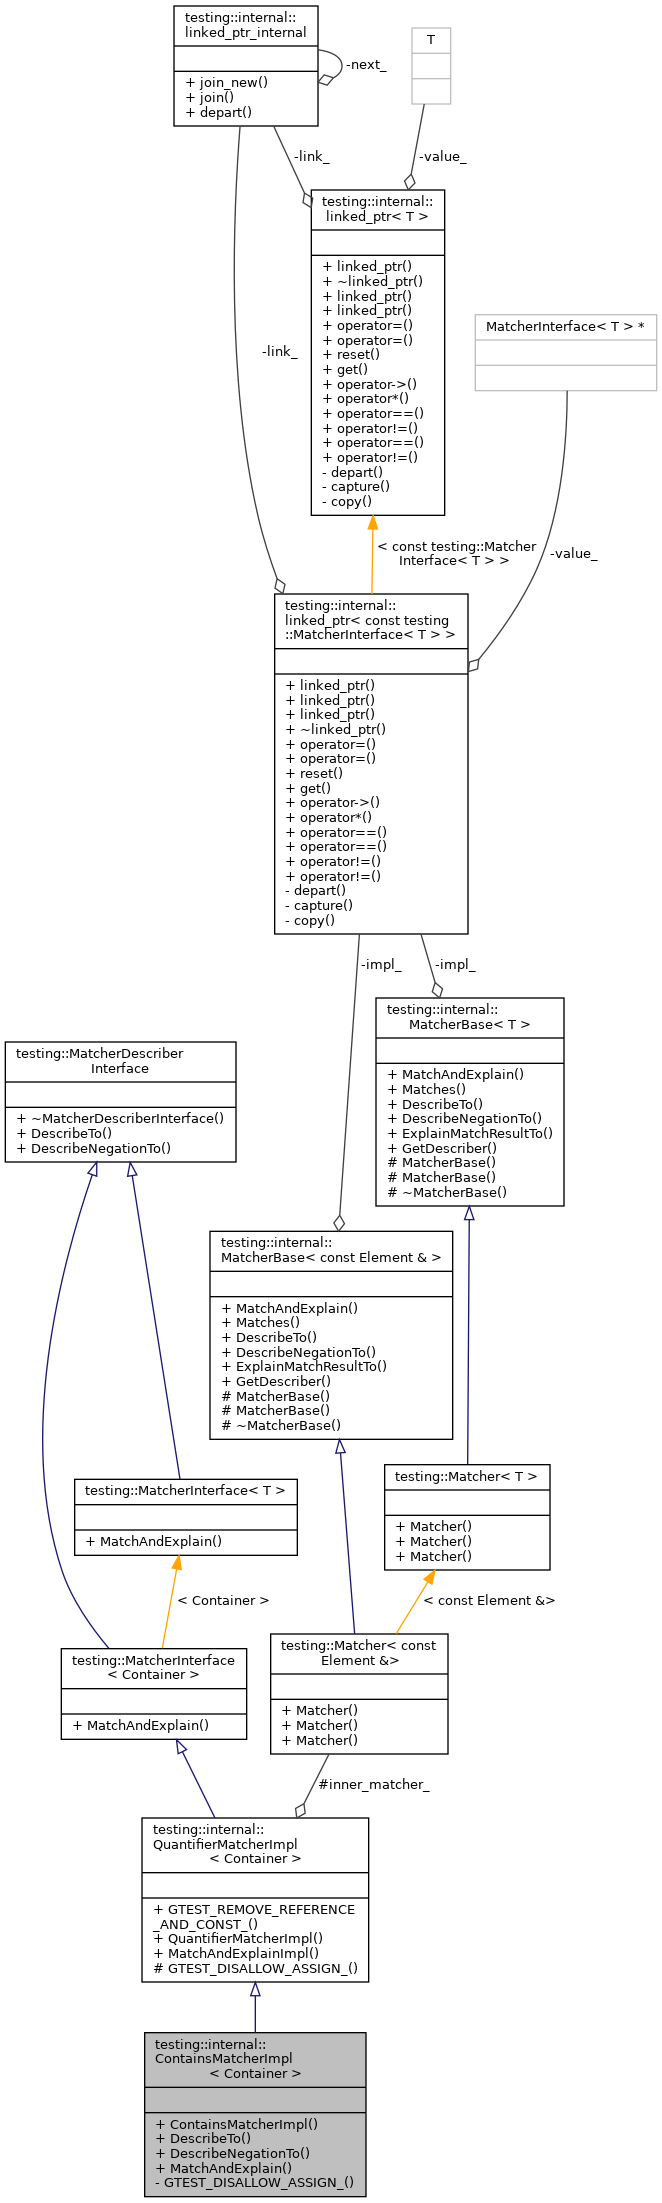 testing::internal::
linked_ptr_internal
+ join_new()
+ join()
+ depart()
-next_
T
-link_
-value_
testing::internal::
linked_ptr< T >
+ linked_ptr()
+ ~linked_ptr()
+ linked_ptr()
+ linked_ptr()
+ operator=()
+ operator=()
+ reset()
+ get()
+ operator->()
+ operator*()
+ operator==()
+ operator!=()
+ operator==()
+ operator!=()
- depart()
- capture()
- copy()
MatcherInterface< T > *
-link_
< const testing::Matcher
Interface< T > >
-value_
testing::internal::
linked_ptr< const testing
::MatcherInterface< T > >
+ linked_ptr()
+ linked_ptr()
+ linked_ptr()
+ ~linked_ptr()
+ operator=()
+ operator=()
+ reset()
+ get()
+ operator->()
+ operator*()
+ operator==()
+ operator==()
+ operator!=()
+ operator!=()
- depart()
- capture()
- copy()
-impl_
-impl_
testing::internal::
MatcherBase< T >
+ MatchAndExplain()
+ Matches()
+ DescribeTo()
+ DescribeNegationTo()
+ ExplainMatchResultTo()
+ GetDescriber()
# MatcherBase()
# MatcherBase()
# ~MatcherBase()
testing::MatcherDescriber
Interface
+ ~MatcherDescriberInterface()
+ DescribeTo()
+ DescribeNegationTo()
testing::internal::
MatcherBase< const Element & >
+ MatchAndExplain()
+ Matches()
+ DescribeTo()
+ DescribeNegationTo()
+ ExplainMatchResultTo()
+ GetDescriber()
# MatcherBase()
# MatcherBase()
# ~MatcherBase()
testing::MatcherInterface< T >
+ MatchAndExplain()
testing::Matcher< T >
+ Matcher()
+ Matcher()
+ Matcher()
< Container >
< const Element &>
testing::MatcherInterface
< Container >
+ MatchAndExplain()
testing::Matcher< const
Element &>
+ Matcher()
+ Matcher()
+ Matcher()
#inner_matcher_
testing::internal::
QuantifierMatcherImpl
< Container >
+ GTEST_REMOVE_REFERENCE
_AND_CONST_()
+ QuantifierMatcherImpl()
+ MatchAndExplainImpl()
# GTEST_DISALLOW_ASSIGN_()
testing::internal::
ContainsMatcherImpl
< Container >
+ ContainsMatcherImpl()
+ DescribeTo()
+ DescribeNegationTo()
+ MatchAndExplain()
- GTEST_DISALLOW_ASSIGN_()